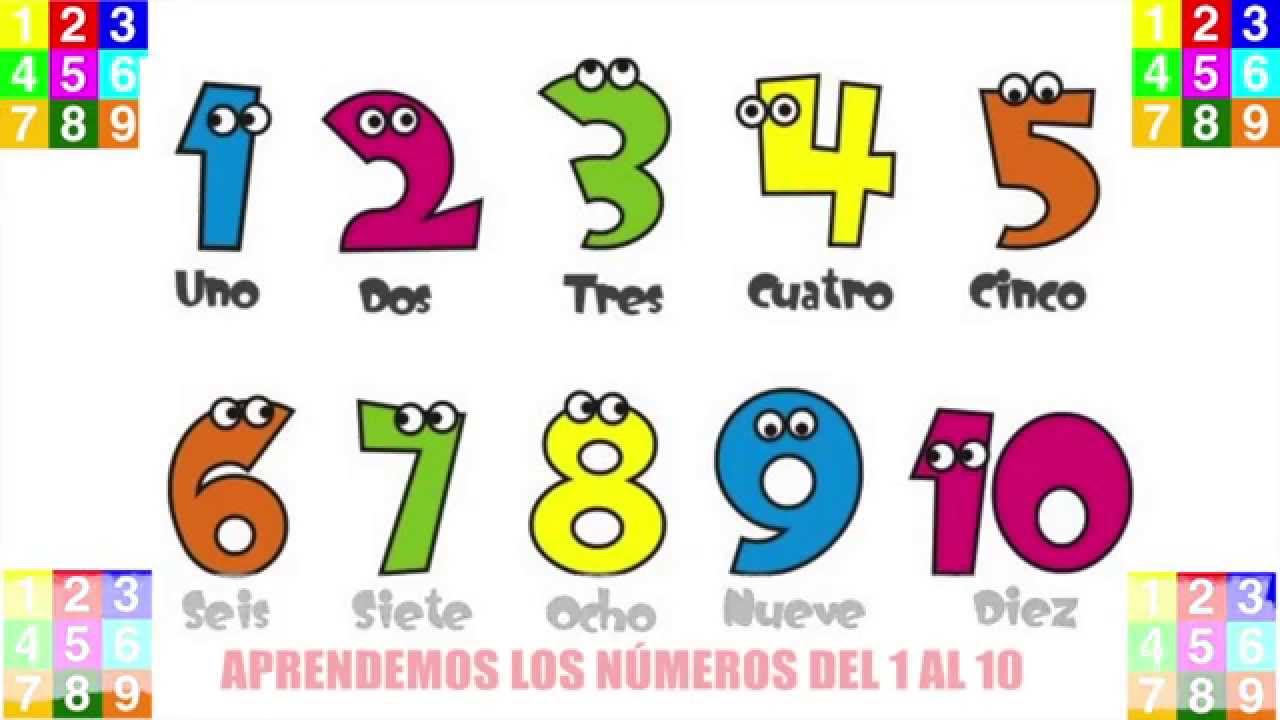 1 2 3
4 5 6
7 8 9
1 2 3
4 5 6
7 8 9
1 2 3 4 5
Uno Dos Tres Cuatro Cinco
6 7 8 9 10
Seis Siete Ocho Nueve Diez
1 2 3
4 5 6
7 8 9
APRENDEMOS LOS NÚMEROS DEL 1 AL 10
1 2 3
4 5 6
7 8 9